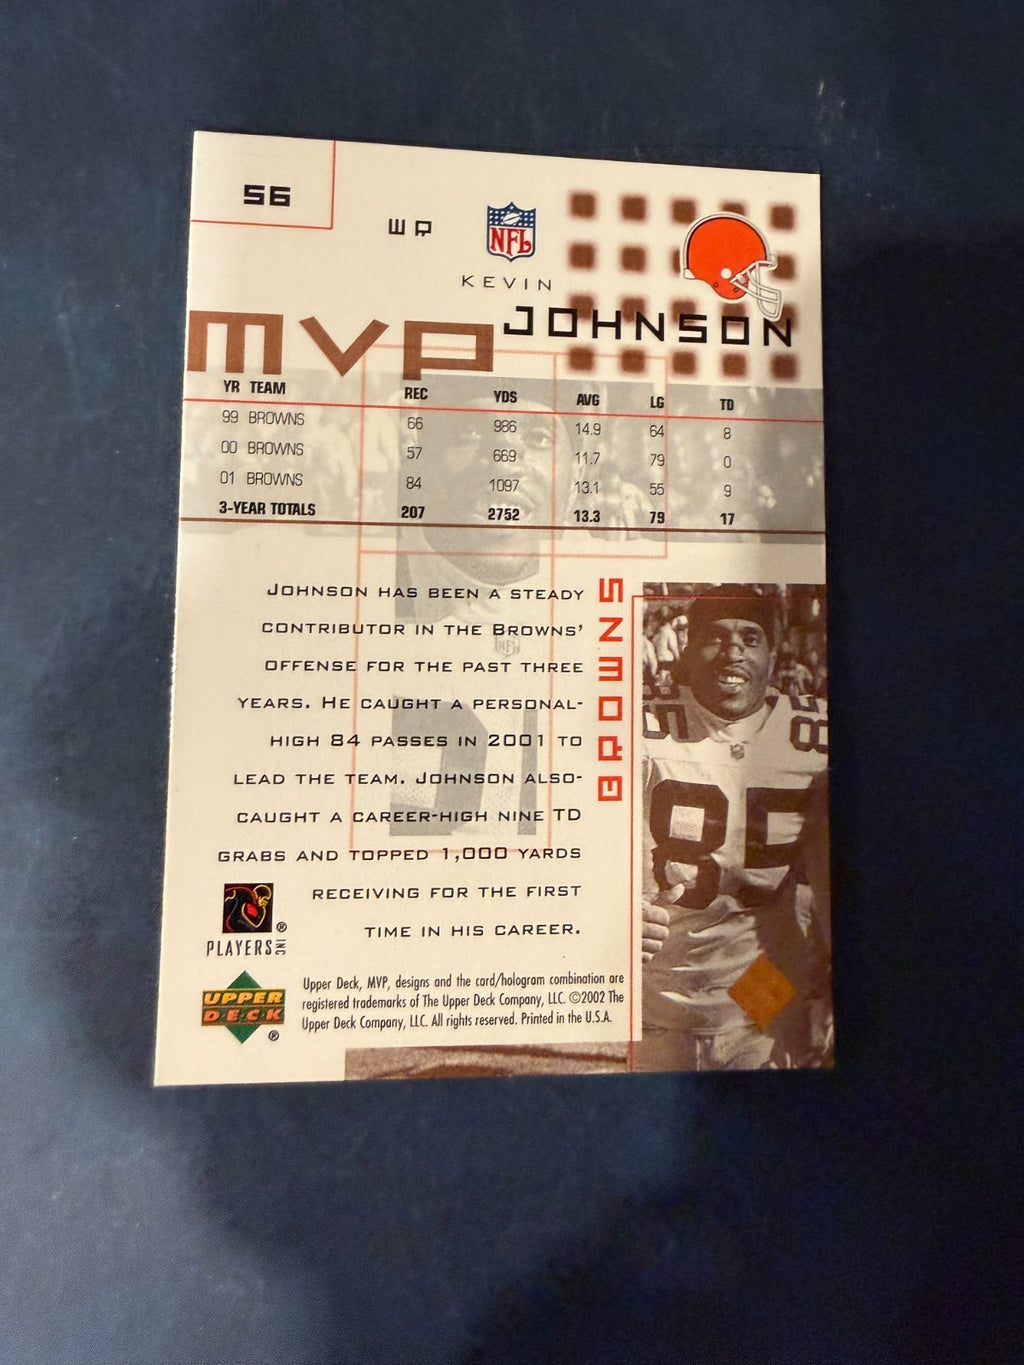 56
WR
NFL
KEVIN
JOHNSON
MVP
YR TEAM REC YDS AVG LG TD
99 BROWNS 66 986 14.9 64 8
00 BROWNS 57 669 11.7 79 0
01 BROWNS 84 1097 13.1 55 9
3-YEAR TOTALS 207 2752 13.3 79 17
JOHNSON HAS BEEN A STEADY
CONTRIBUTOR IN THE BROWNS'
OFFENSE FOR THE PAST THREE
YEARS. HE CAUGHT A PERSONAL-
HIGH 84 PASSES IN 2001 TO
LEAD THE TEAM. JOHNSON ALSO-
CAUGHT A CAREER-HIGH NINE TD
GRABS AND TOPPED 1,000 YARDS
RECEIVING FOR THE FIRST
TIME IN HIS CAREER.
BROWNS
85
85
85
PLAYERS INC ®
UPPER
DECK ®
Upper Deck, MVP, designs and the card/hologram combination are
registered trademarks of The Upper Deck Company, LLC. ©2002 The
Upper Deck Company, LLC. All rights reserved. Printed in the U.S.A.